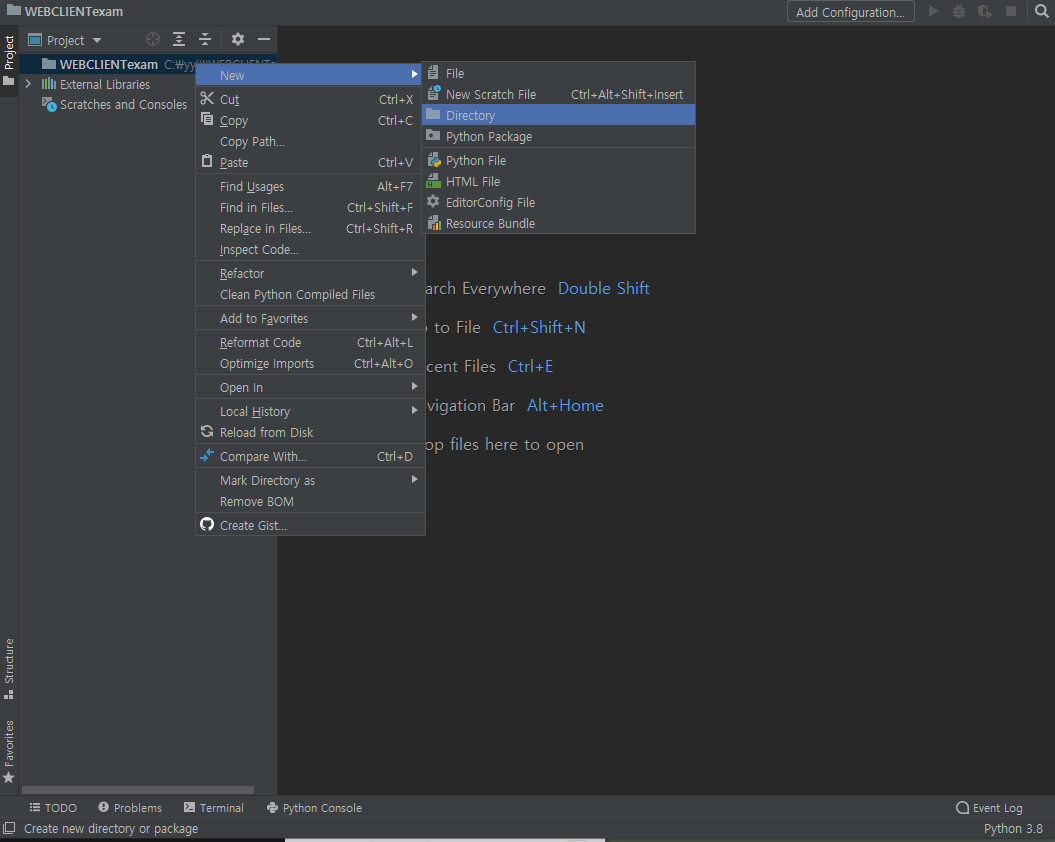 WEBCLIENTexam
Add Configuration...
Project
Project
WEBCLIENTexam
External Libraries
Scratches and Consoles
New
Cut Ctrl+X
Copy Ctrl+C
Copy Path...
Paste Ctrl+V
Find Usages Alt+F7
Find in Files... Ctrl+Shift+F
Replace in Files... Ctrl+Shift+R
Inspect Code...
Refactor
Clean Python Compiled Files
Add to Favorites
Reformat Code Ctrl+Alt+L
Optimize Imports Ctrl+Alt+O
Open In
Local History
Reload from Disk
Compare With... Ctrl+D
Mark Directory as
Remove BOM
Create Gist...
File
New Scratch File Ctrl+Alt+Shift+Insert
Directory
Python Package
Python File
HTML File
EditorConfig File
Resource Bundle
arch Everywhere Double Shift
to File Ctrl+Shift+N
cent Files Ctrl+E
vigation Bar Alt+Home
op files here to open
Structure
Favorites
TODO
Problems
Terminal
Python Console
Event Log
Create new directory or package
Python 3.8